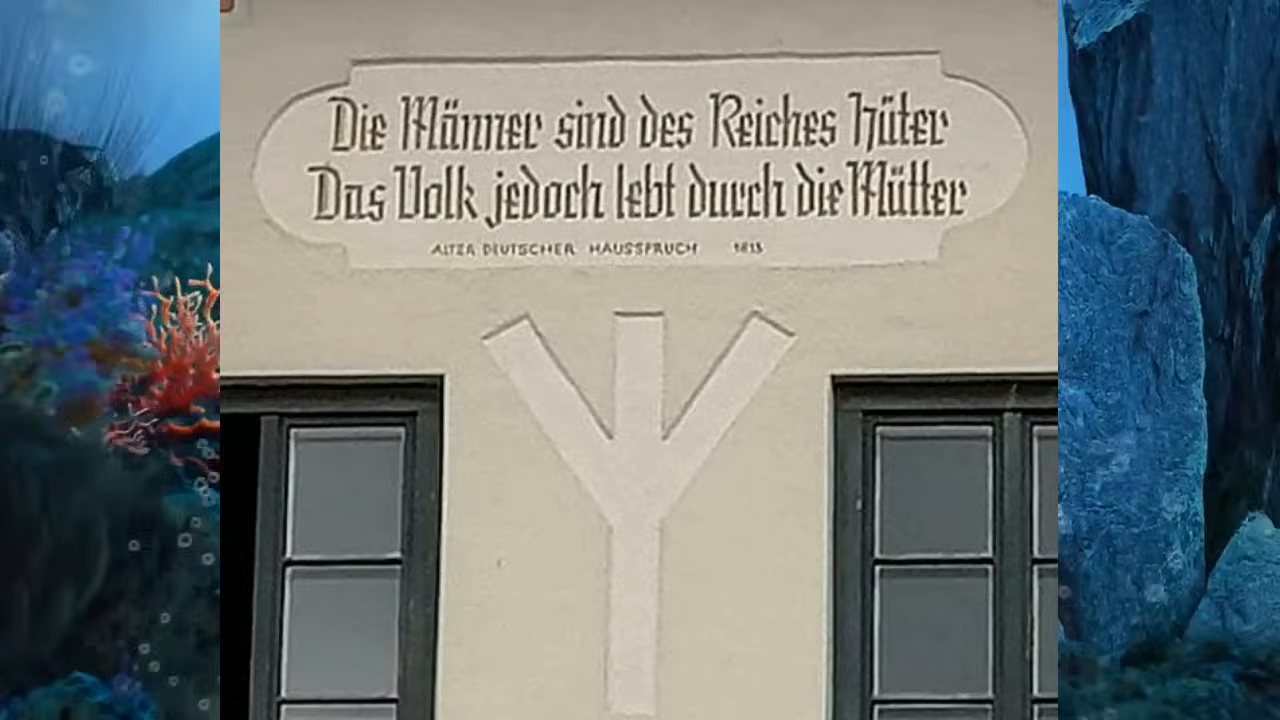 Die Männer sind des Reiches Hüter
Das Volk jedoch lebt durch die Mütter
ALTER DEUTSCHER HAUSSPRUCH